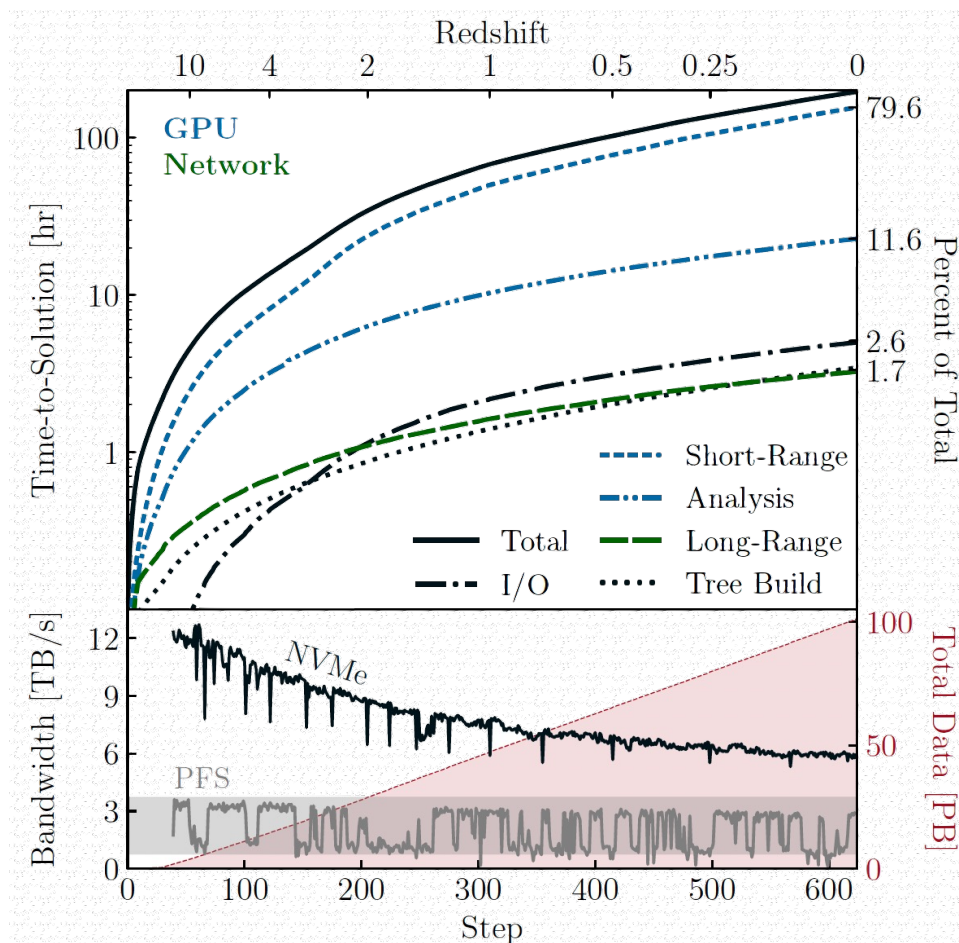 Redshift
10 4 2 1 0.5 0.25 0
Time-to-Solution [hr]
100
10
1
GPU
Network
79.6
11.6
2.6
1.7
Percent of Total
Short-Range
Analysis
Total
Long-Range
I/O
Tree Build
Bandwidth [TB/s]
12
9
6
3
0
NVMe
PFS
100
50
0
Total Data [PB]
0 100 200 300 400 500 600
Step